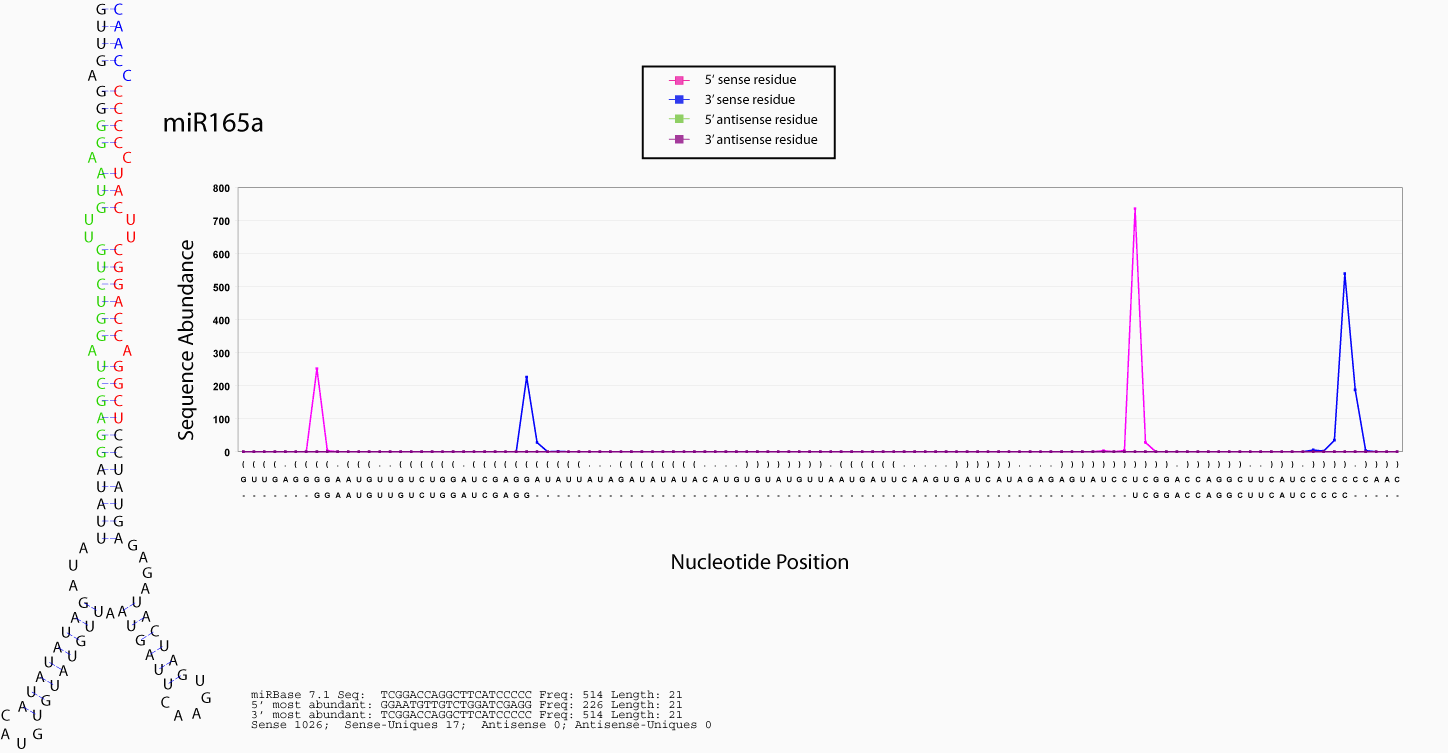 G C
U A
U A
G C
A C
G C
G C
G C
G C
A C
A U
U A
G C
U U
U U
G C
U G
C G
U A
G C
G C
A A
U G
C G
G C
A U
G C
G C
A U
U A
A U
U G
U A
miR165a
5' sense residue
3' sense residue
5' antisense residue
3' antisense residue
Sequence Abundance
800
700
600
500
400
300
200
100
0
G U U G A G G G G A A U G U U G U C U G G A U C G A G G A U A U U A U A G A U A U A U A C A U G U G U A U G U U A A U G A U U C A A G U G A U C A U A G A G A G U A U C C U C G G A C C A G G C U U C A U C C C C C C A A C
G G A A U G U U G U C U G G A U C G A G G
U C G G A C C A G G C U U C A U C C C C C
Nucleotide Position
miRBase 7.1 Seq: TCGGACCAGGCTTCATCCCCC Freq: 514 Length: 21
5' most abundant: GGAATGTTGTCTGGATCGAGG Freq: 226 Length: 21
3' most abundant: TCGGACCAGGCTTCATCCCCC Freq: 514 Length: 21
Sense 1026; Sense-Uniques 17; Antisense 0; Antisense-Uniques 0